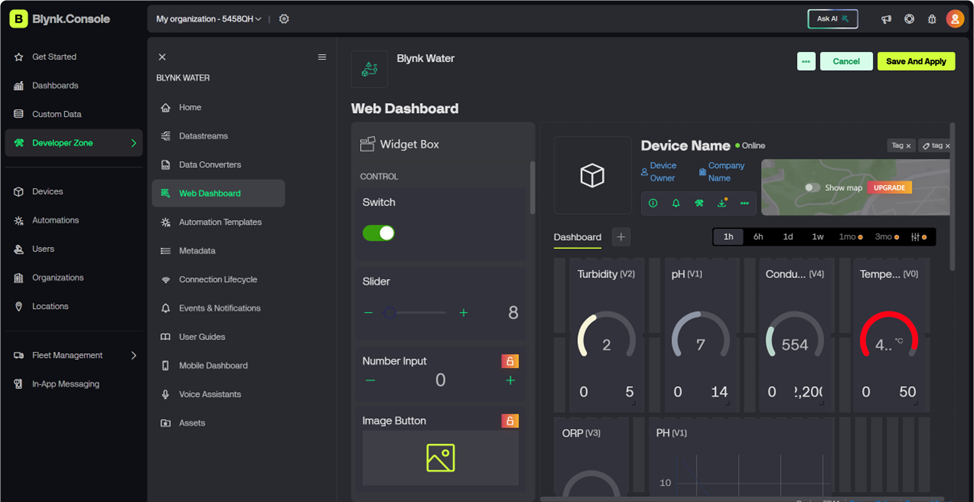 B Blynk.Console
My organization - 5458QH
Ask AI
Get Started
Dashboards
Custom Data
Developer Zone
Devices
Automations
Users
Organizations
Locations
Fleet Management
In-App Messaging
BLYNK WATER
Home
Datastreams
Data Converters
Web Dashboard
Automation Templates
Metadata
Connection Lifecycle
Events & Notifications
User Guides
Mobile Dashboard
Voice Assistants
Assets
Blynk Water
Cancel
Save And Apply
Web Dashboard
Widget Box
CONTROL
Switch
Slider
8
Number Input
0
Image Button
Device Name Online
Tag × tag ×
Device Owner
Company Name
Show map UPGRADE
Dashboard +
1h 6h 1d 1w 1mo 3mo
Turbidity (V2)
2
0 5
pH (V1)
7
0 14
Condu... (V4)
554
0 2,200
Tempe... (V0)
4.. °C
0 50
ORP (V3)
PH (V1)
10